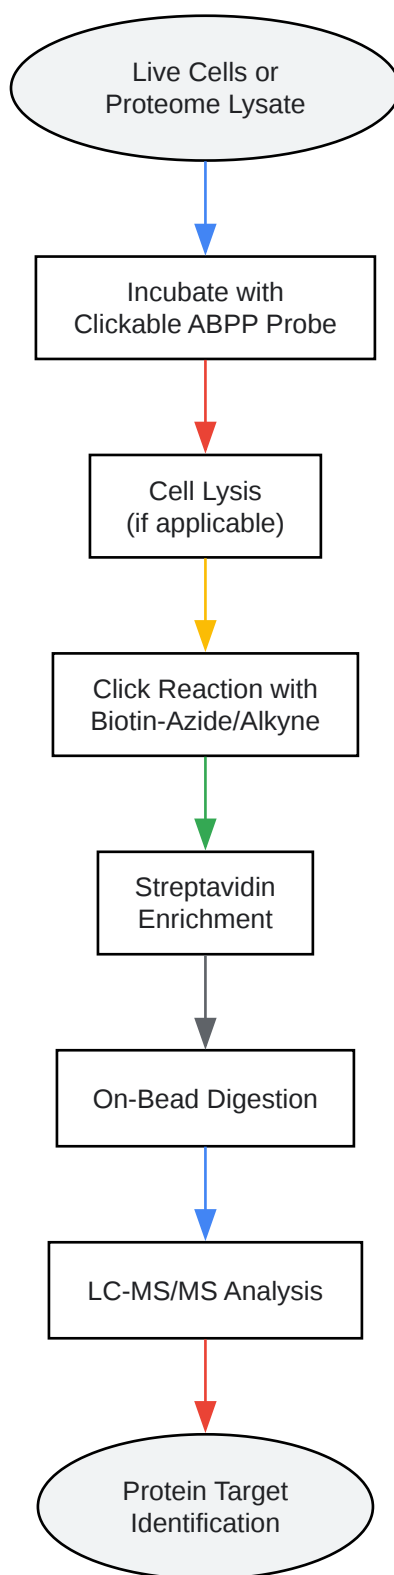 Live Cells or
Proteome Lysate
Incubate with
Clickable ABPP Probe
Cell Lysis
(if applicable)
Click Reaction with
Biotin-Azide/Alkyne
Streptavidin
Enrichment
On-Bead Digestion
LC-MS/MS Analysis
Protein Target
Identification